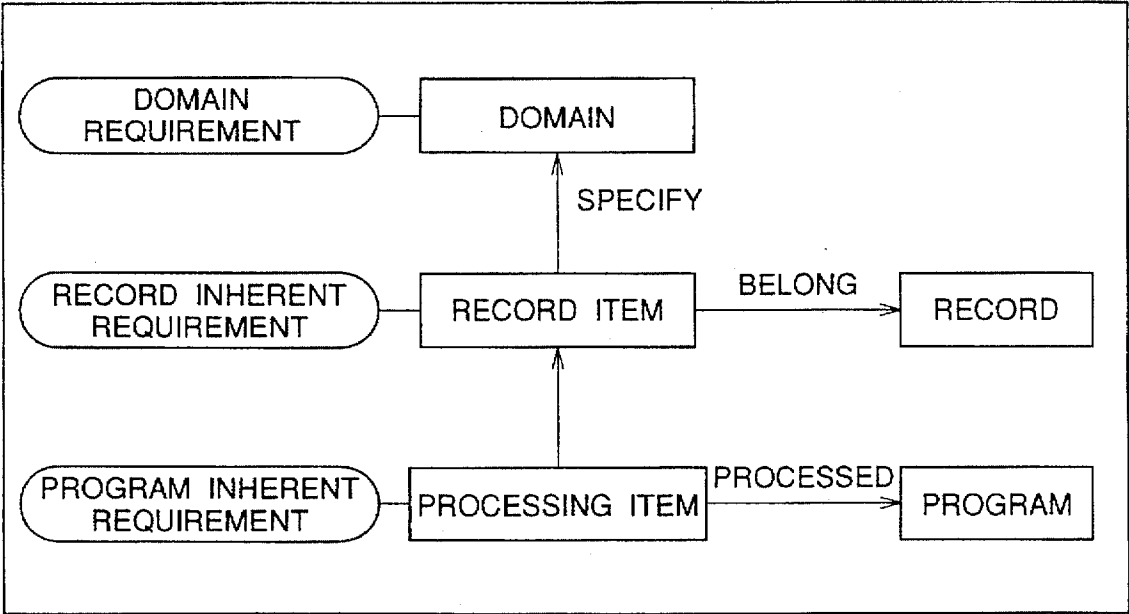 DOMAIN
REQUIREMENT
DOMAIN
SPECIFY
RECORD INHERENT
REQUIREMENT
RECORD ITEM
BELONG
RECORD
PROGRAM INHERENT
REQUIREMENT
PROCESSING ITEM
PROCESSED
PROGRAM